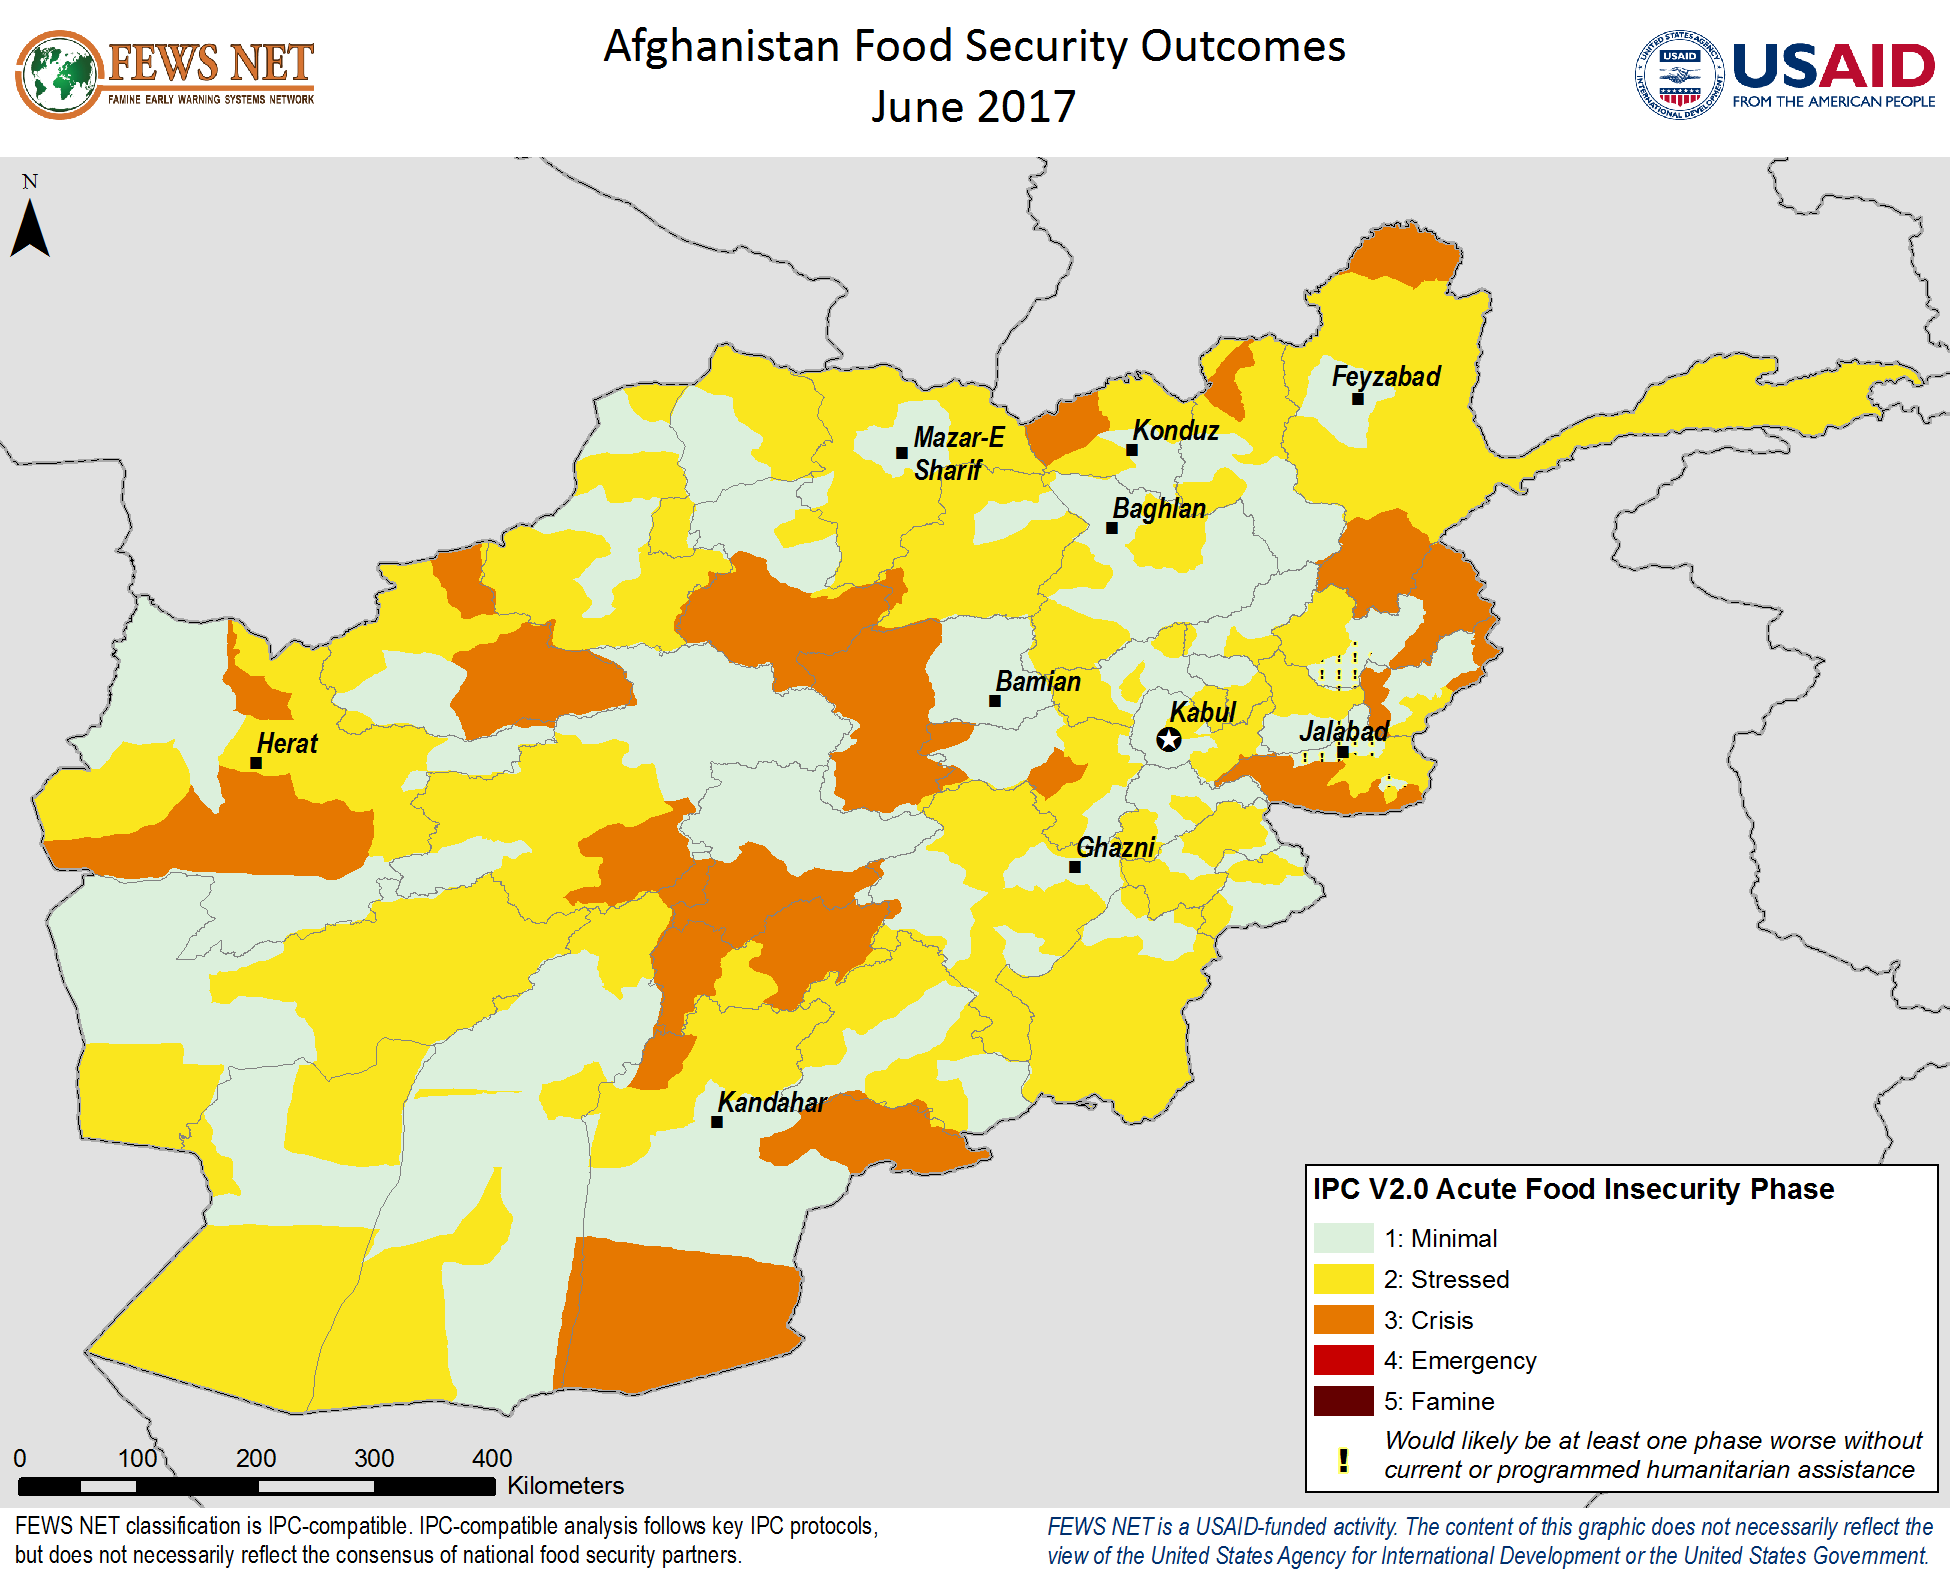 FEWS NET
FAMINE EARLY WARNING SYSTEMS NETWORK
Afghanistan Food Security Outcomes
June 2017
UNITED STATES AGENCY
USAID
INTERNATIONAL DEVELOPMENT
USAID
FROM THE AMERICAN PEOPLE
N
Feyzabad
Mazar-E
Sharif
Konduz
Baghlan
Bamian
Kabul
Herat
Jalabad
Ghazni
Kandahar
IPC V2.0 Acute Food Insecurity Phase
1: Minimal
2: Stressed
3: Crisis
4: Emergency
5: Famine
! Would likely be at least one phase worse without
current or programmed humanitarian assistance
0 100 200 300 400
Kilometers
FEWS NET classification is IPC-compatible. IPC-compatible analysis follows key IPC protocols,
but does not necessarily reflect the consensus of national food security partners.
FEWS NET is a USAID-funded activity. The content of this graphic does not necessarily reflect the
view of the United States Agency for International Development or the United States Government.